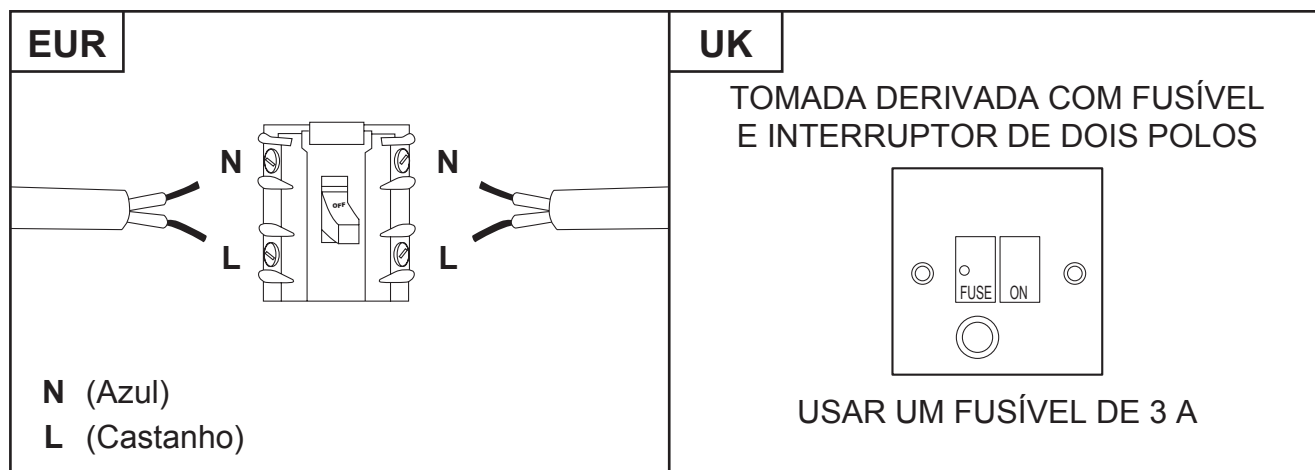 EUR
N
N
OFF
L
L
N (Azul)
L (Castanho)
UK
TOMADA DERIVADA COM FUSÍVEL
E INTERRUPTOR DE DOIS POLOS
FUSE
ON
USAR UM FUSÍVEL DE 3 A